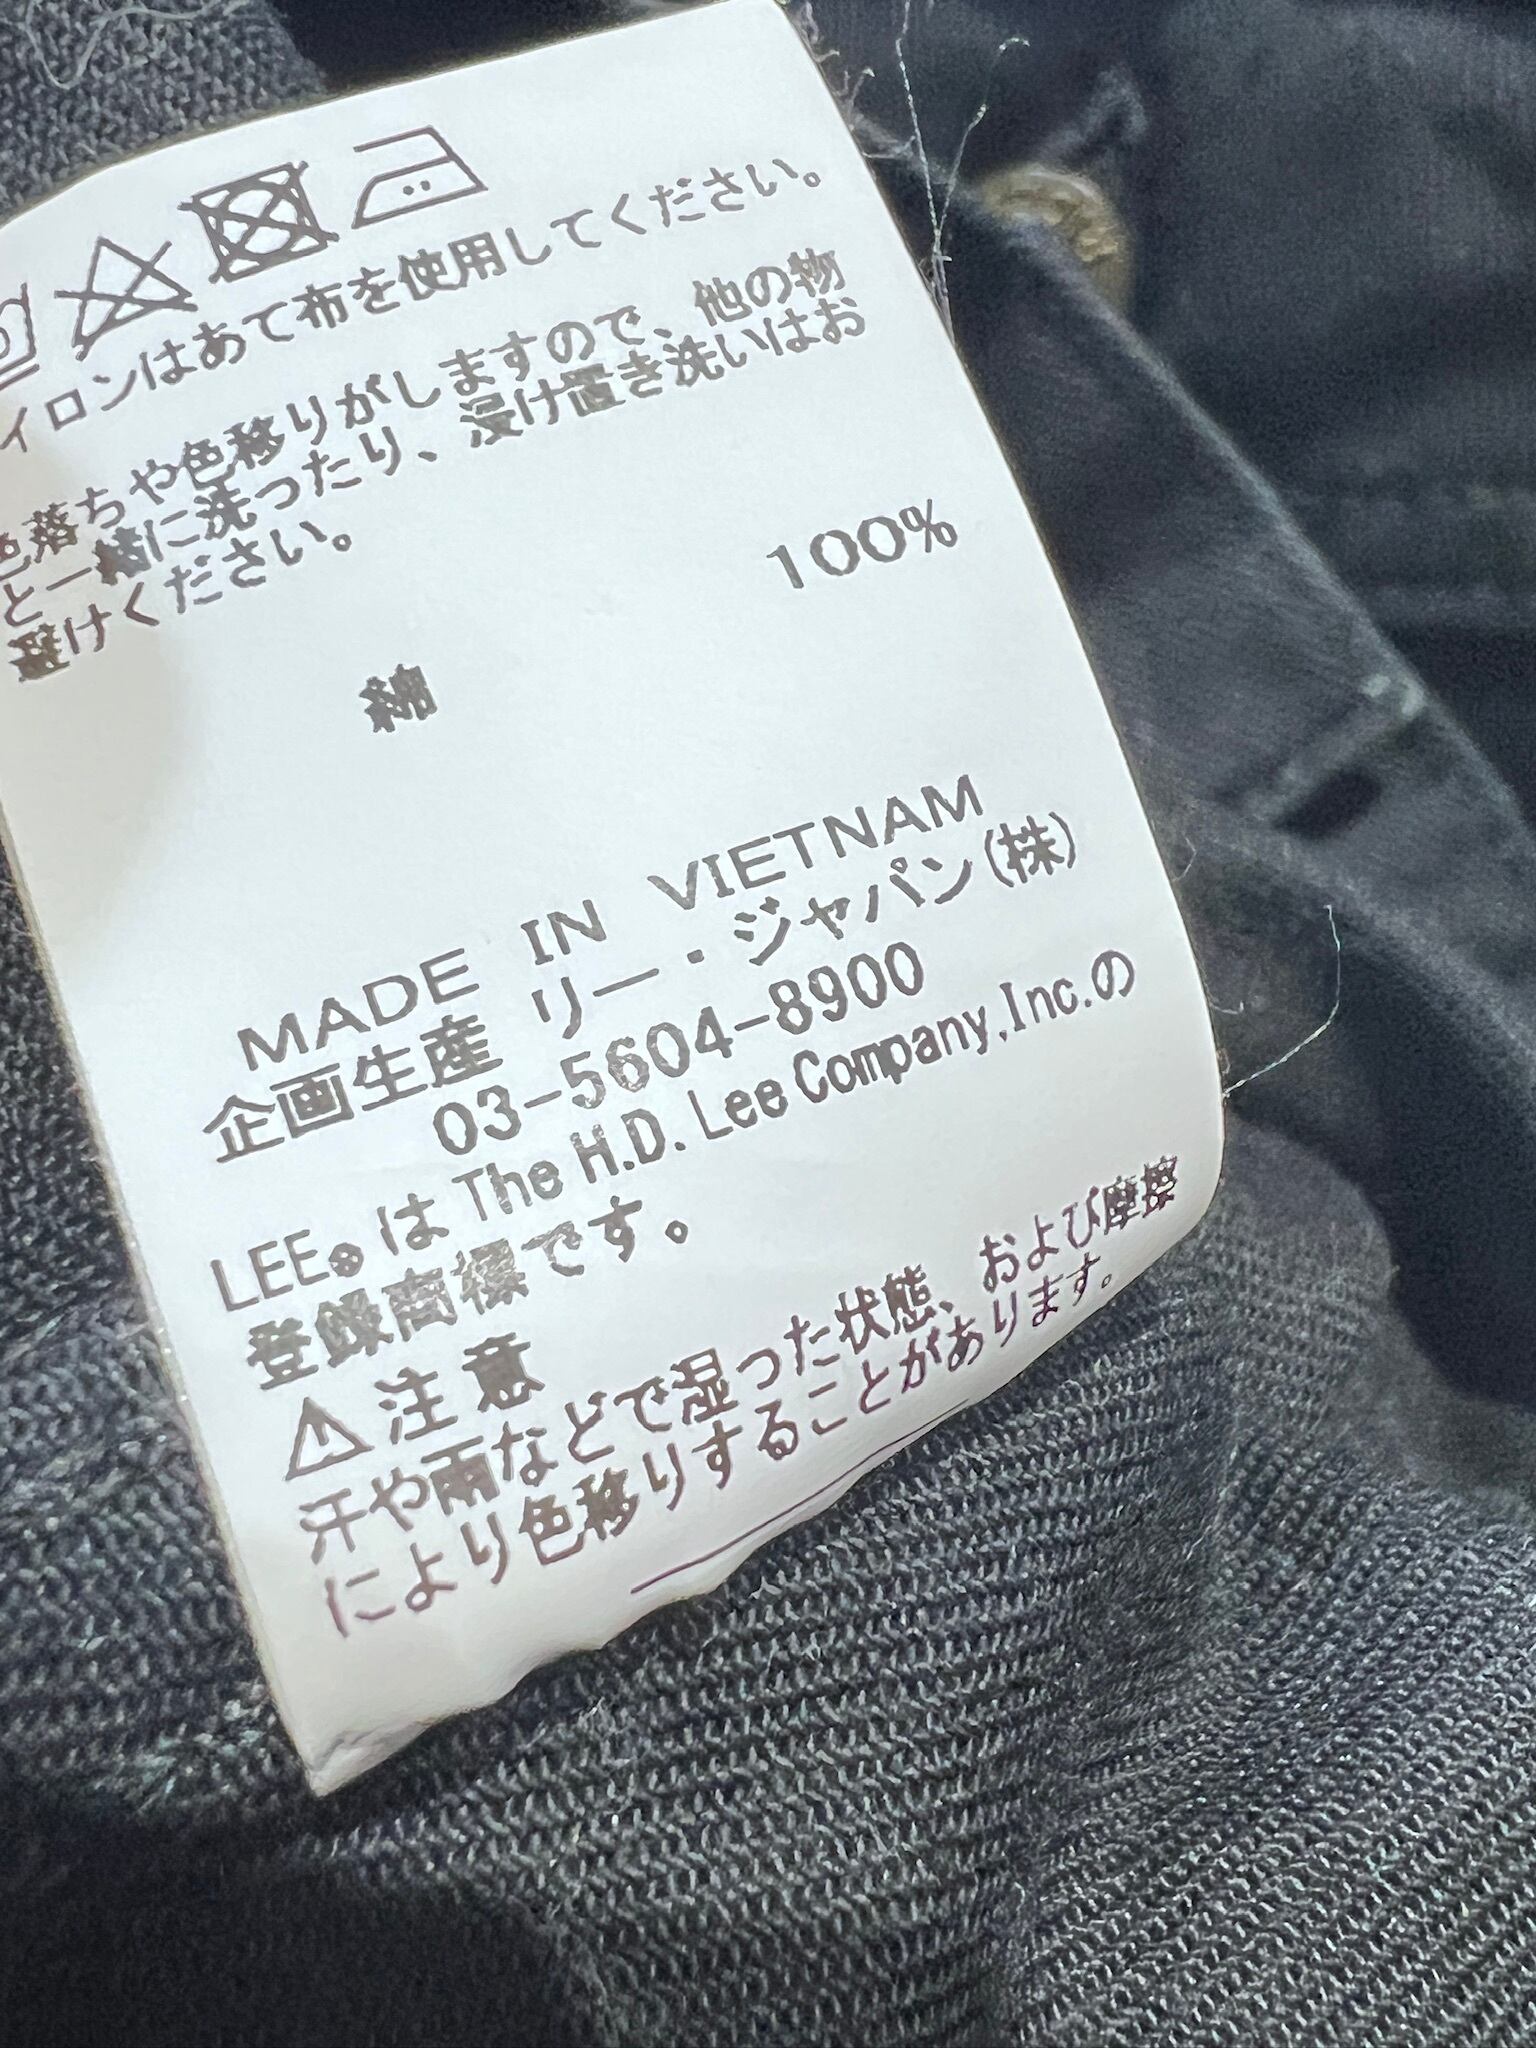 イロンはあて布を使用してください。
色落ちや色移りがしますので、他の物
と一緒に洗ったり、浸け置き洗いはお
避けください。
綿 100%
MADE IN VIETNAM
企画生産 リー・ジャパン(株)
03-5604-8900
LEE®は The H.D. Lee Company,Inc.の
登録商標です。
⚠注意
汗や雨などで湿った状態、および摩擦
により色移りすることがあります。